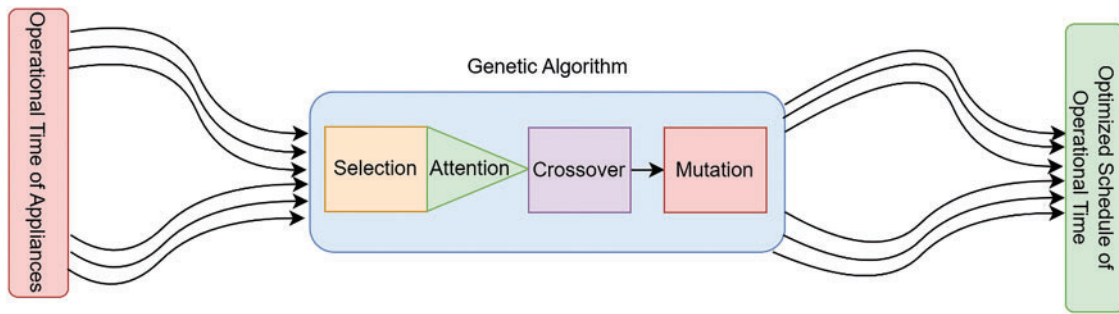 Operational Time of Appliances
Genetic Algorithm
Selection
Attention
Crossover
Mutation
Optimized Schedule of
Operational Time